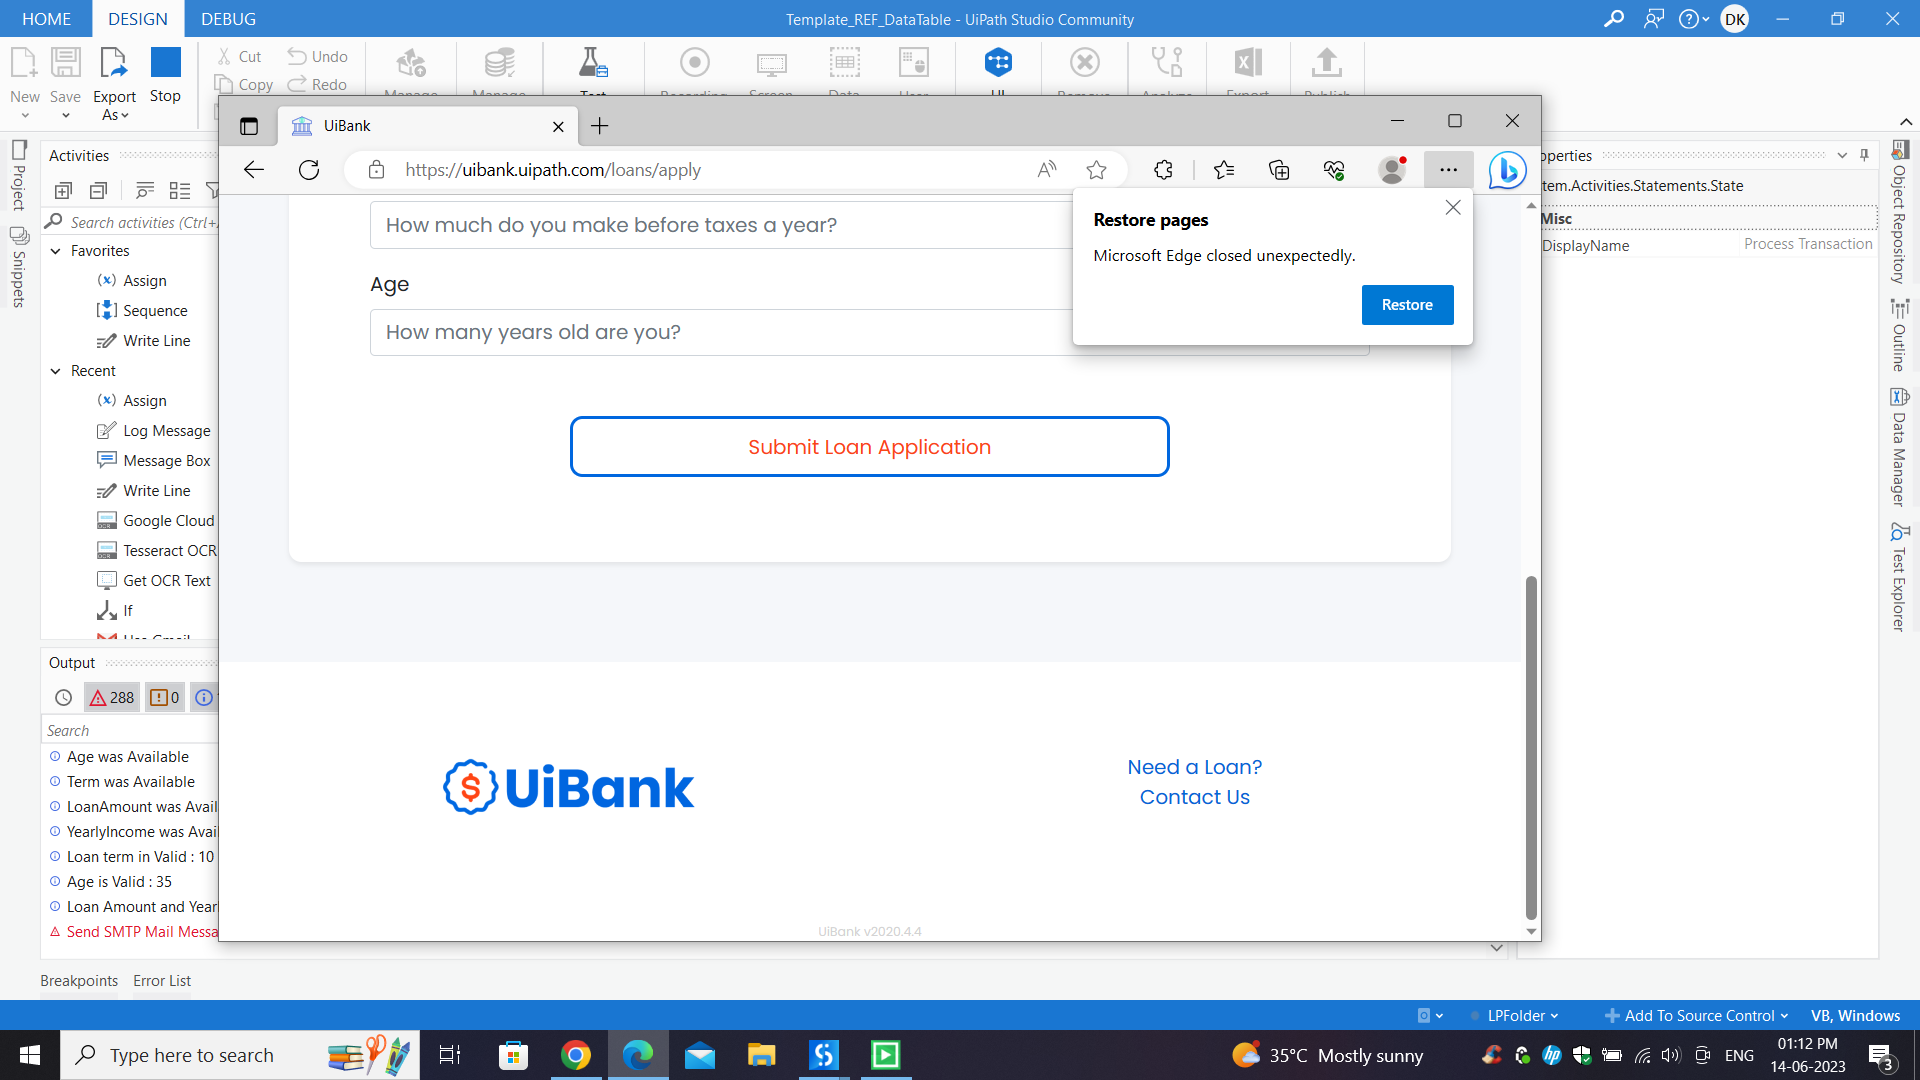 HOME
DESIGN
DEBUG
Template_REF_DataTable - UiPath Studio Community
DK
New
Save
Export
As
Stop
Cut
Copy
Undo
Redo
UiBank
https://uibank.uipath.com/loans/apply
Restore pages
Microsoft Edge closed unexpectedly.
Restore
How much do you make before taxes a year?
Age
How many years old are you?
Submit Loan Application
UiBank
Need a Loan?
Contact Us
UiBank v2020.4.4
Project
Snippets
Activities
Search activities (Ctrl+
Favorites
Assign
Sequence
Write Line
Recent
Assign
Log Message
Message Box
Write Line
Google Cloud
Tesseract OCR
Get OCR Text
If
Output
288
0
Search
Age was Available
Term was Available
LoanAmount was Avail
YearlyIncome was Avai
Loan term in Valid : 10
Age is Valid : 35
Loan Amount and Year
Send SMTP Mail Messa
Breakpoints
Error List
operties
tem.Activities.Statements.State
Misc
DisplayName
Process Transaction
Object Repository
Outline
Data Manager
Test Explorer
LPFolder
Add To Source Control
VB, Windows
Type here to search
35°C Mostly sunny
ENG
01:12 PM
14-06-2023
3